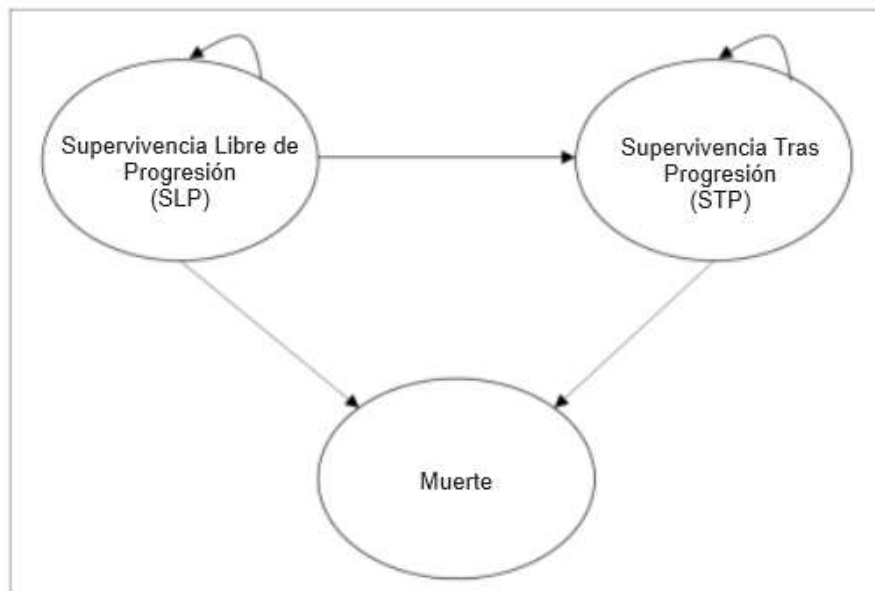 Supervivencia Libre de
Progresión
(SLP)
Supervivencia Tras
Progresión
(STP)
Muerte